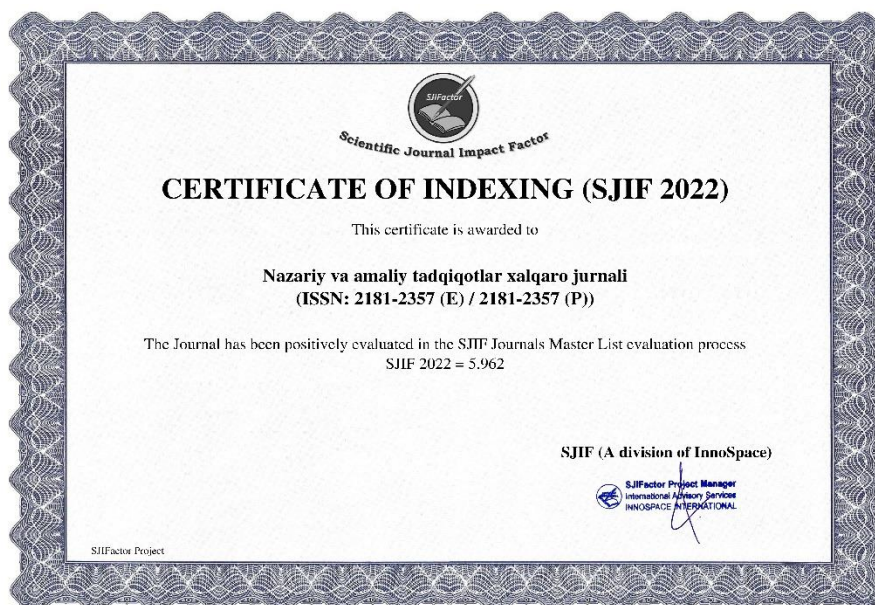 SJIFactor
Scientific Journal Impact Factor
CERTIFICATE OF INDEXING (SJIF 2022)
This certificate is awarded to
Nazariy va amaliy tadqiqotlar xalqaro jurnali
(ISSN: 2181-2357 (E) / 2181-2357 (P))
The Journal has been positively evaluated in the SJIF Journals Master List evaluation process
SJIF 2022 = 5.962
SJIF (A division of InnoSpace)
SJIFactor Project Manager
International Advisory Services
INNOSPACE INTERNATIONAL
SJIFactor Project